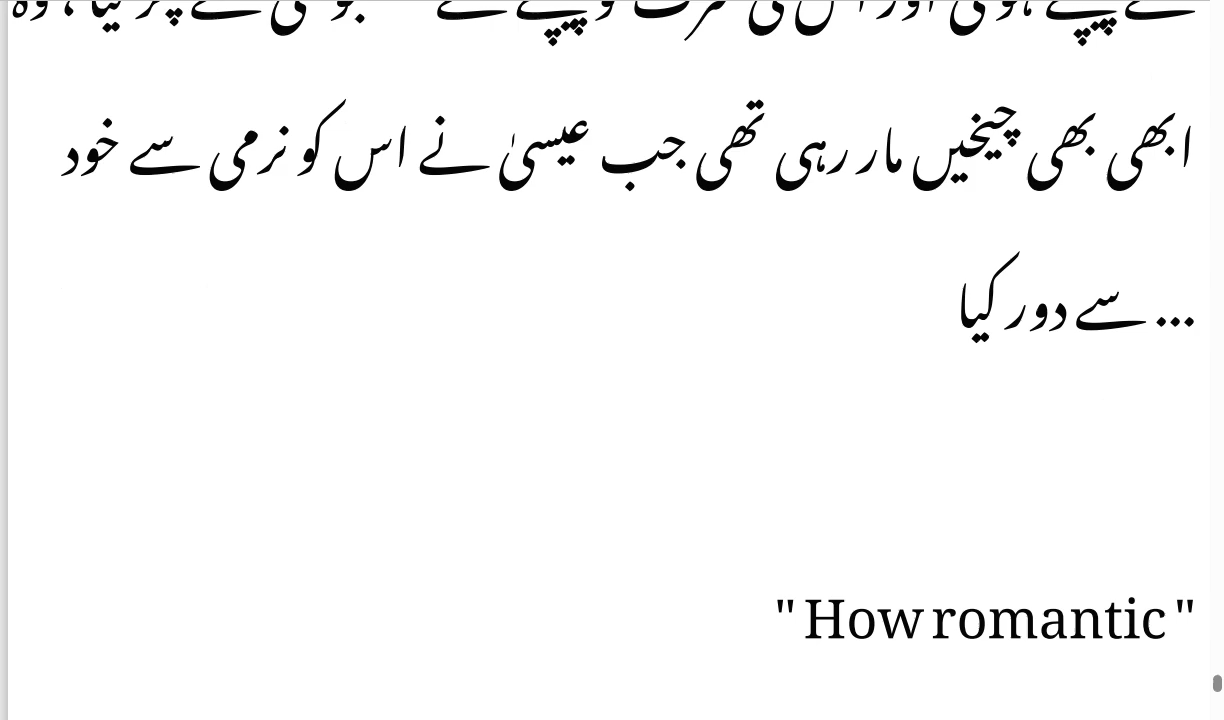 ابھی بھی چیخیں مار رہی تھی جب عیسیٰ نے اس کو نرمی سے خود
سے دور کیا...
" How romantic "